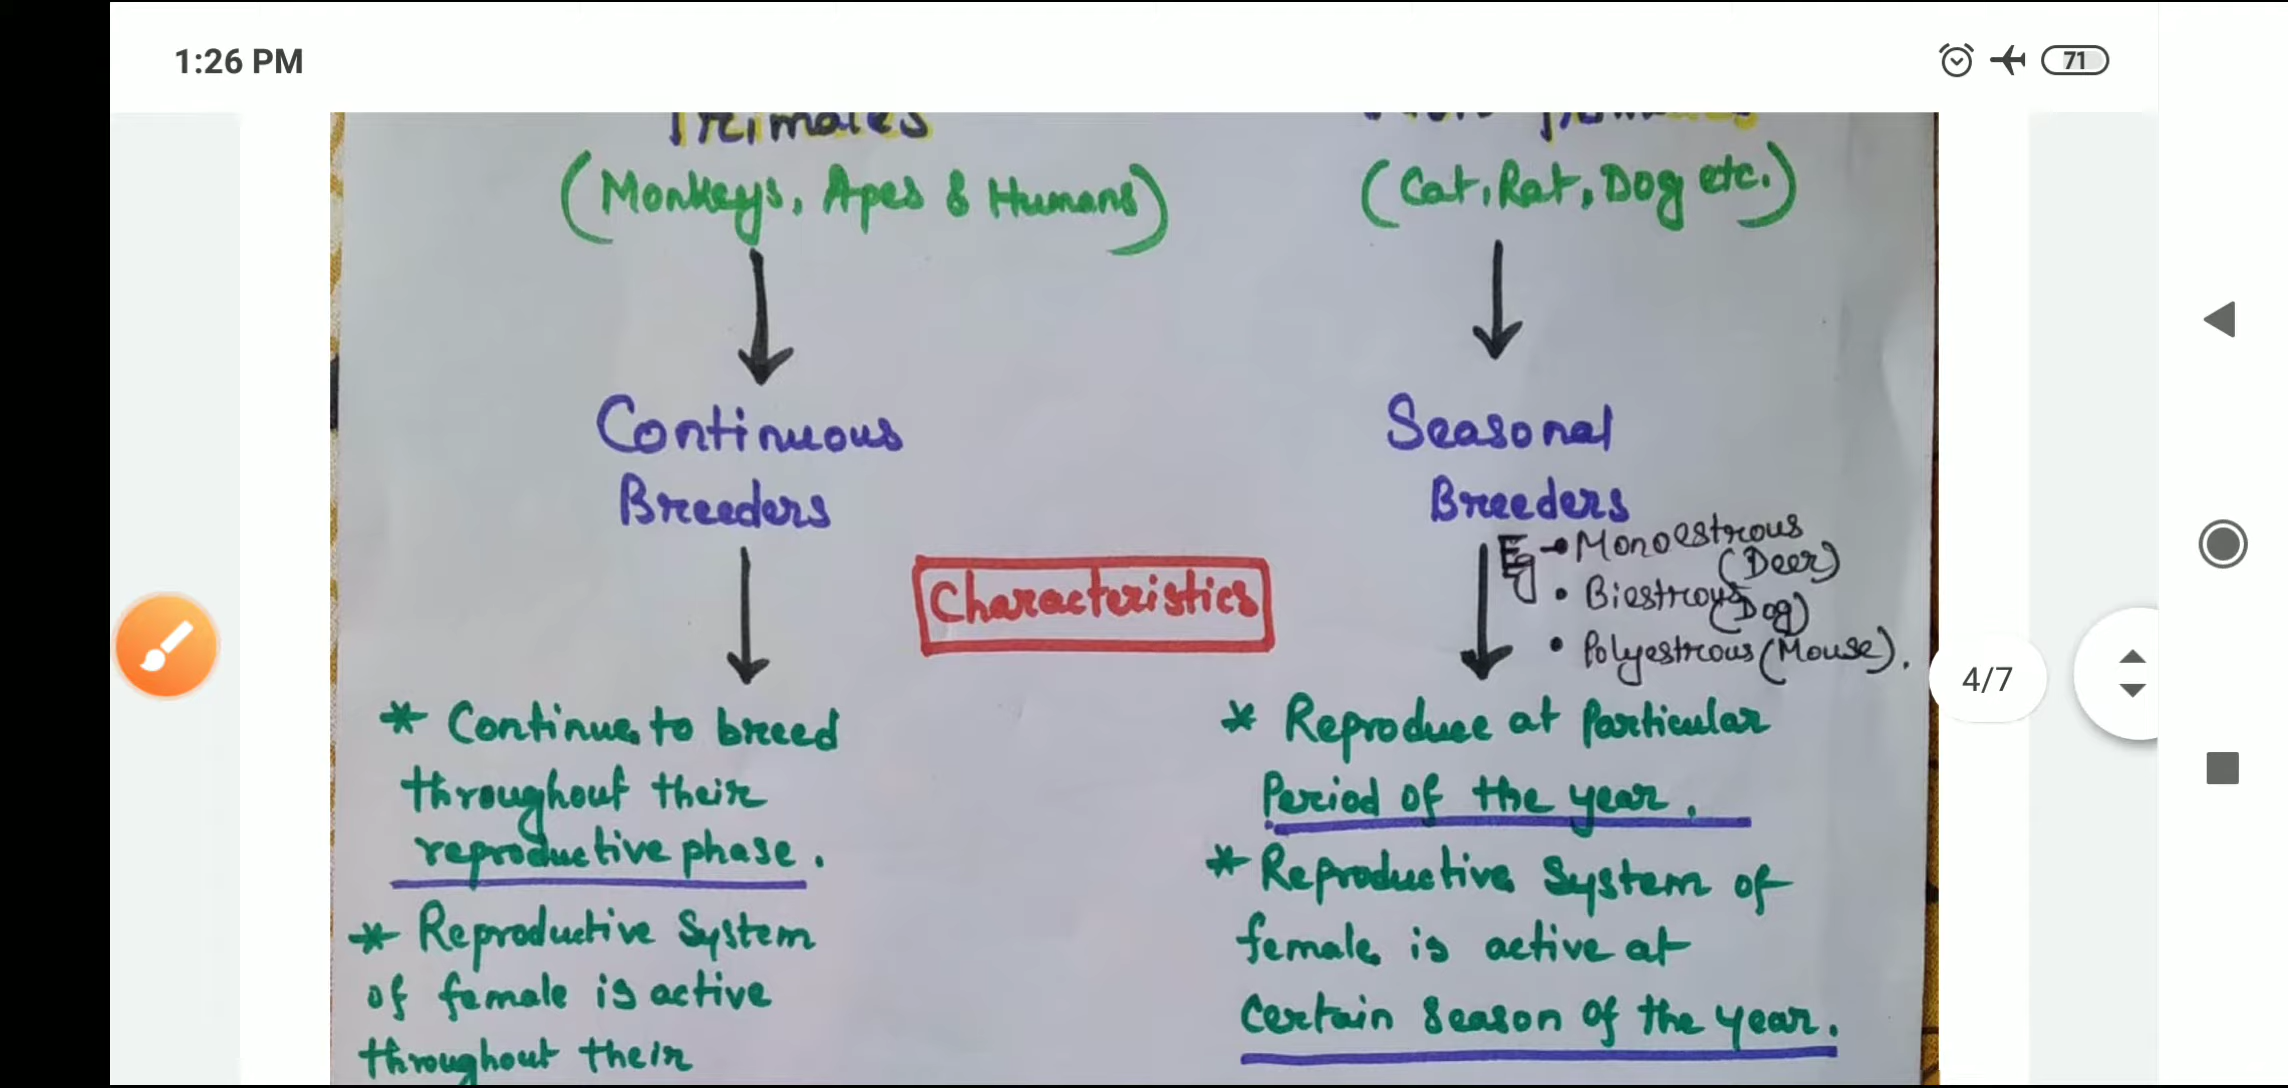 1:26 PM
71
Primates
(Monkeys, Apes & Humans)
Continuous
Breeders
* Continue to breed
throughout their
reproductive phase.
* Reproductive System
of female is active
throughout their
Characteristics
(Cat, Rat, Dog etc.)
Seasonal
Breeders
Eg → Monoestrous
(Deer)
• Biestrous
(Dog)
• Polyestrous (Mouse).
* Reproduce at Particular
Period of the year.
* Reproductive System of
female is active at
Certain Season of the year.
4/7